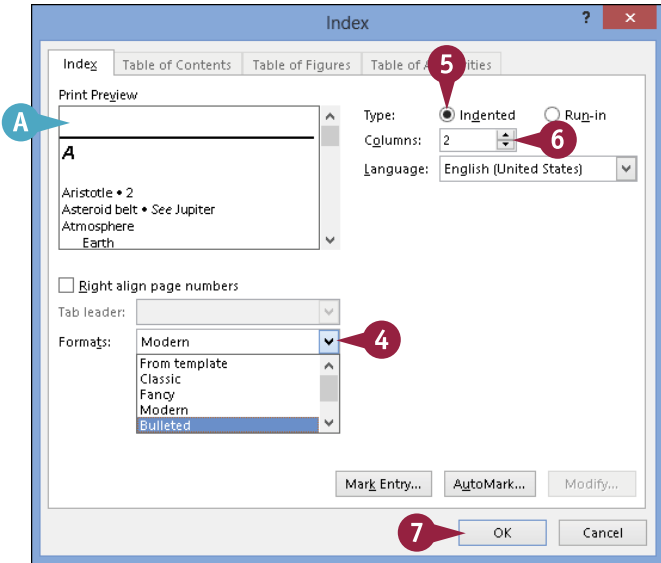 Index ? ×
Index Table of Contents Table of Figures Table of A ities
5
Print Preview
A
Type: Indented Run-in
Columns: 2
6
Language: English (United States)
A
Aristotle • 2
Asteroid belt • See Jupiter
Atmosphere
Earth
Right align page numbers
Tab leader:
Formats: Modern
4
From template
Classic
Fancy
Modern
Bulleted
Mark Entry... AutoMark... Modify...
7
OK Cancel